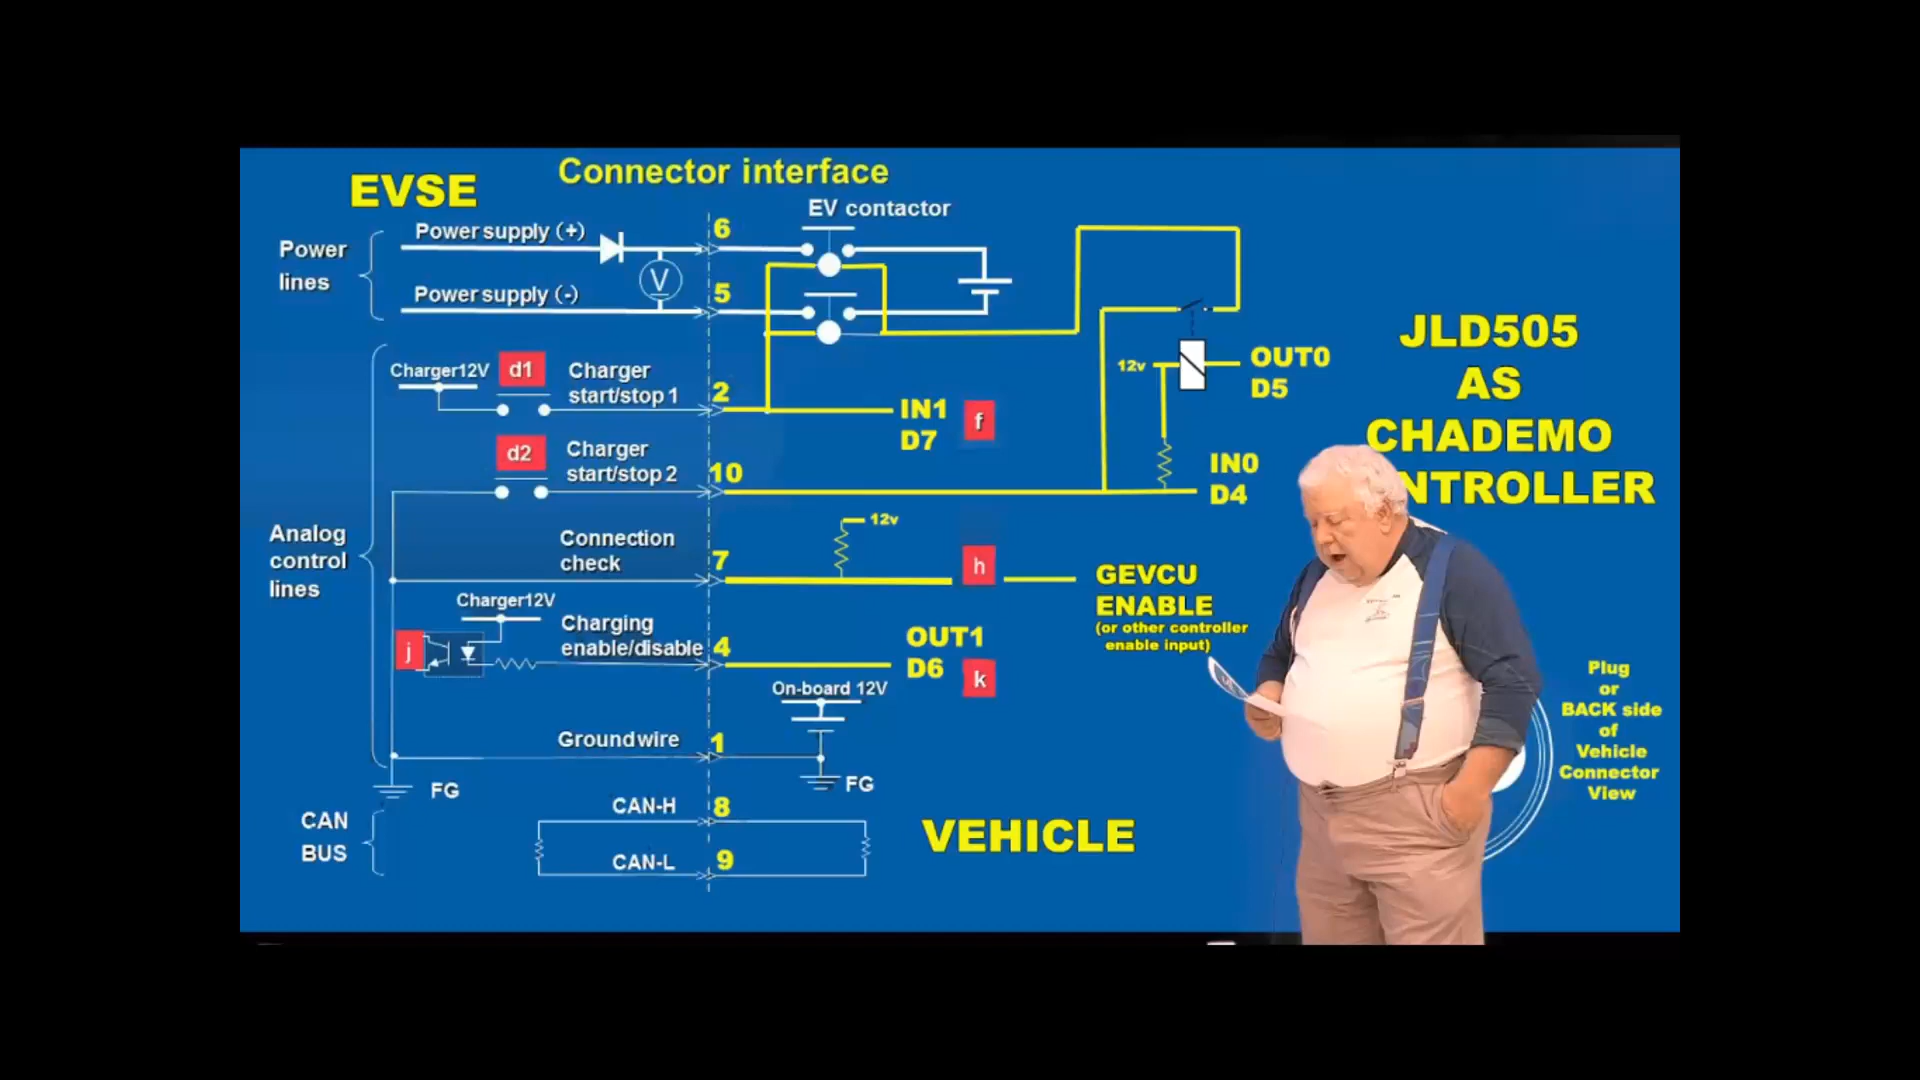 EVSE
Connector interface
EV contactor
Power lines
Power supply (+)
Power supply (-)
6
5
V
Charger12V
d1
Charger
start/stop 1
2
IN1
D7
f
d2
Charger
start/stop 2
10
12v
OUT0
D5
IN0
D4
JLD505
AS
CHADEMO
NTROLLER
Analog
control
lines
Connection
check
7
12v
h
GEVCU
ENABLE
(or other controller
enable input)
Charger12V
j
Charging
enable/disable
4
OUT1
D6
k
On-board 12V
Ground wire
1
FG
FG
CAN
BUS
CAN-H
8
CAN-L
9
VEHICLE
Plug
or
BACK side
of
Vehicle
Connector
View